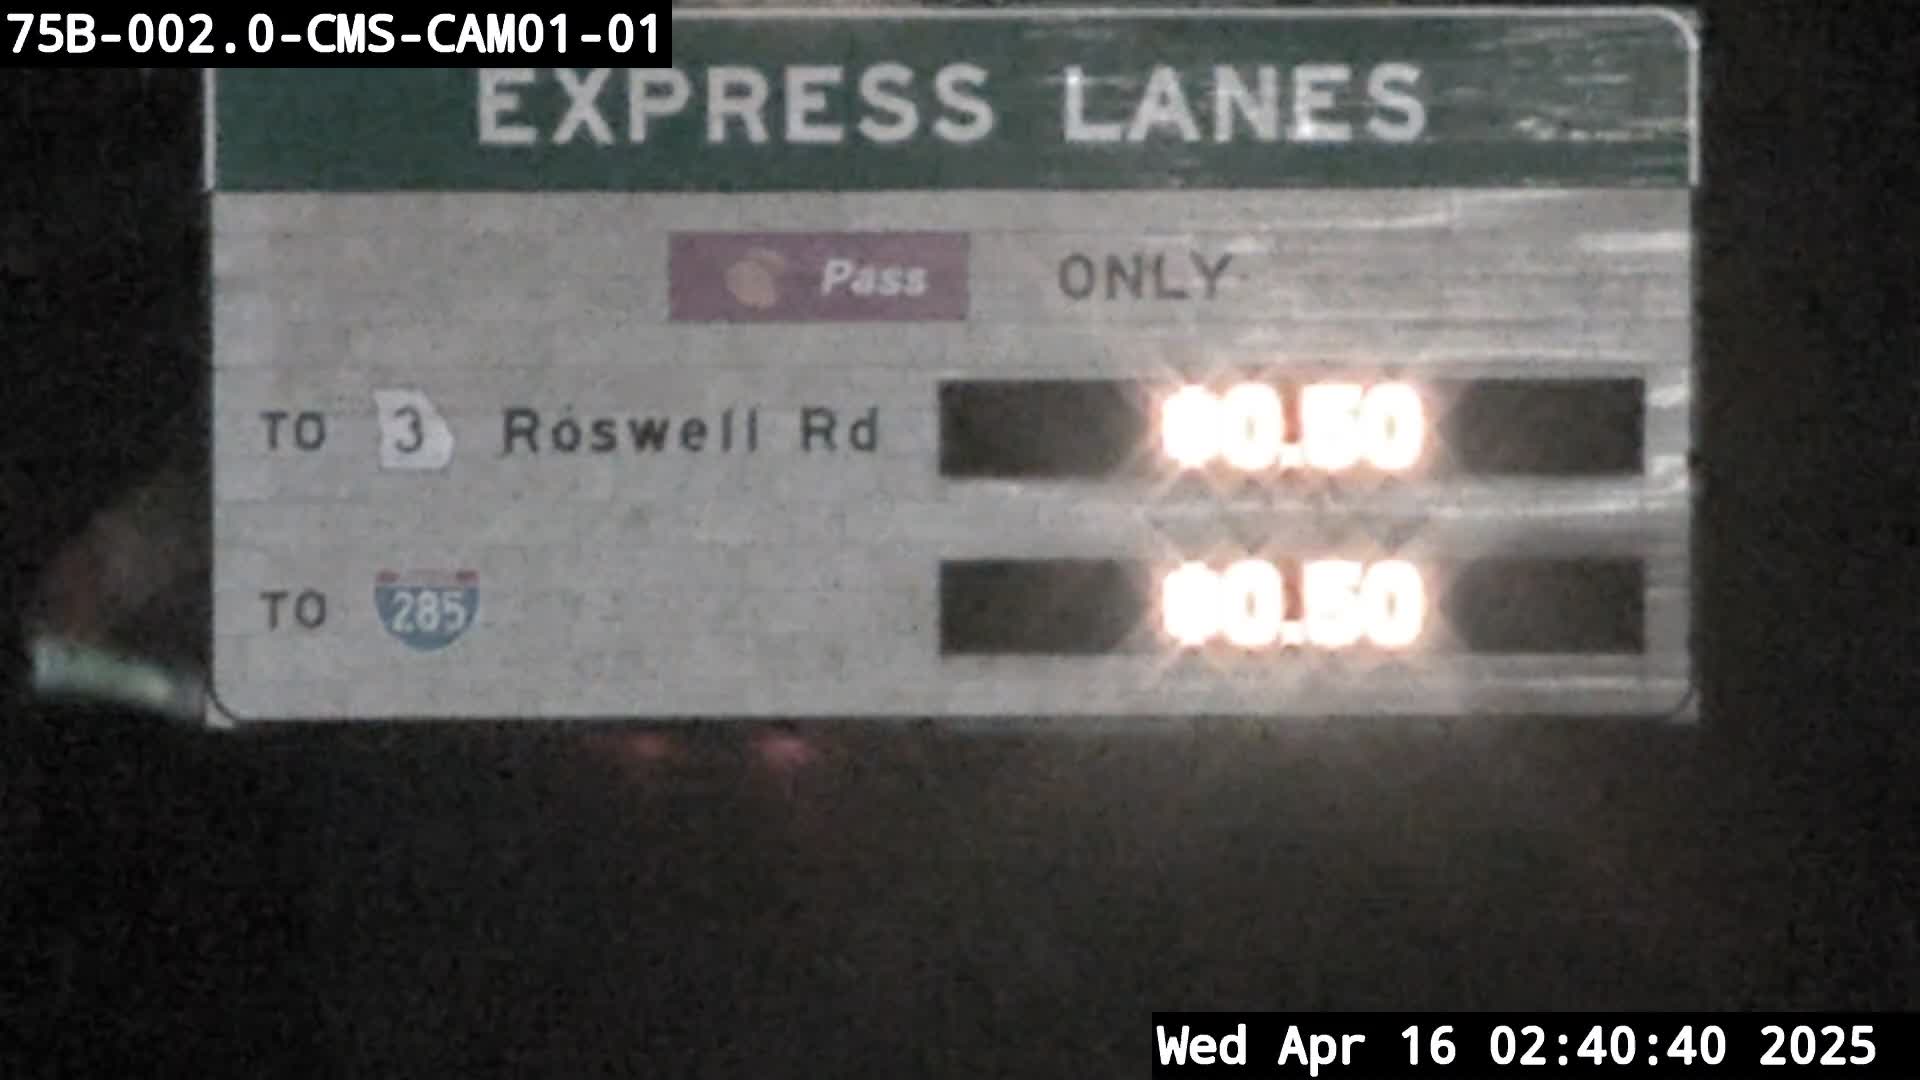 75B-002.0-CMS-CAM01-01
EXPRESS LANES
Pass ONLY
TO 3 Roswell Rd $0.50
TO 285 $0.50
Wed Apr 16 02:40:40 2025